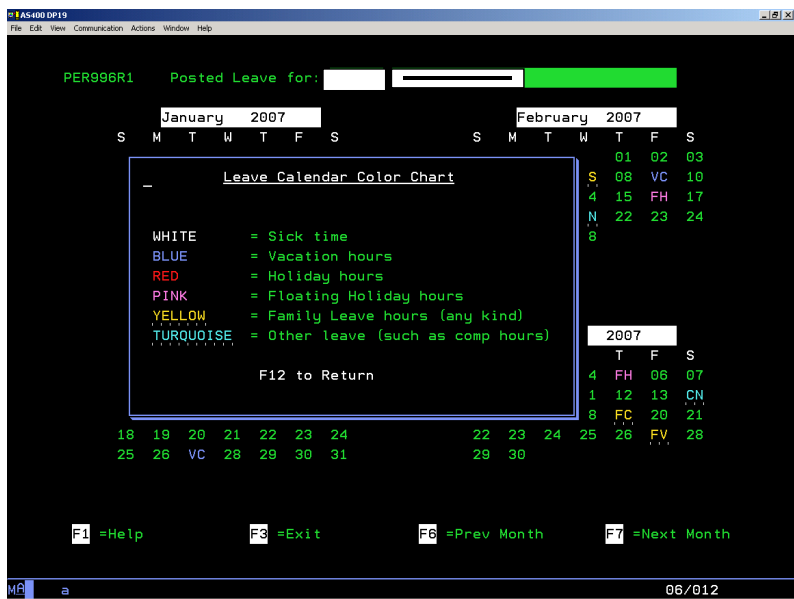 AS400 DP19
File Edit View Communication Actions Window Help
PER996R1 Posted Leave for:
January 2007 February 2007
S M T W T F S S M T W T F S
01 02 03
Leave Calendar Color Chart S 08 VC 10
4 15 FH 17
N 22 23 24
WHITE = Sick time 8
BLUE = Vacation hours
RED = Holiday hours
PINK = Floating Holiday hours
YELLOW = Family Leave hours (any kind)
TURQUOISE = Other leave (such as comp hours) 2007
T F S
F12 to Return 4 FH 06 07
1 12 13 CN
8 FC 20 21
18 19 20 21 22 23 24 22 23 24 25 26 FV 28
25 26 VC 28 29 30 31 29 30
F1 =Help F3 =Exit F6 =Prev Month F7 =Next Month
MA a 06/012